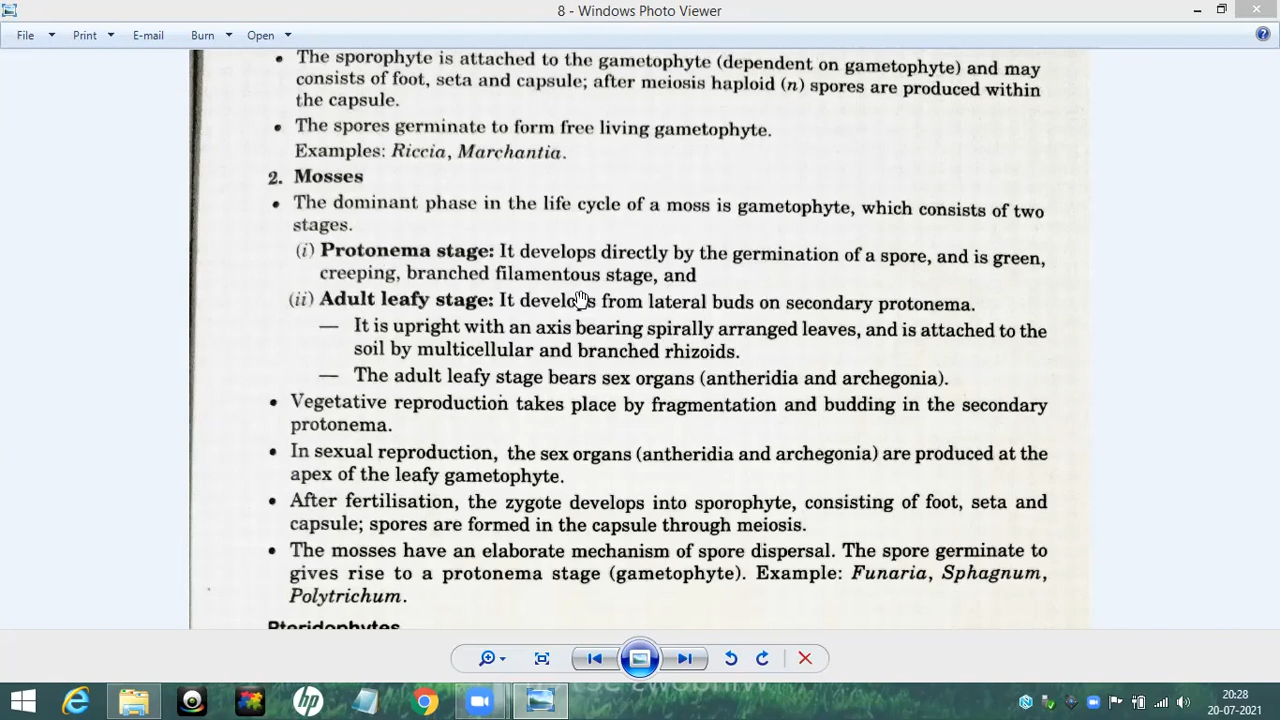 8 - Windows Photo Viewer
File Print E-mail Burn Open
• The sporophyte is attached to the gametophyte (dependent on gametophyte) and may
consists of foot, seta and capsule; after meiosis haploid (n) spores are produced within
the capsule.
• The spores germinate to form free living gametophyte.
Examples: Riccia, Marchantia.
2. Mosses
• The dominant phase in the life cycle of a moss is gametophyte, which consists of two
stages.
(i) Protonema stage: It develops directly by the germination of a spore, and is green,
creeping, branched filamentous stage, and
(ii) Adult leafy stage: It develops from lateral buds on secondary protonema.
— It is upright with an axis bearing spirally arranged leaves, and is attached to the
soil by multicellular and branched rhizoids.
— The adult leafy stage bears sex organs (antheridia and archegonia).
• Vegetative reproduction takes place by fragmentation and budding in the secondary
protonema.
• In sexual reproduction, the sex organs (antheridia and archegonia) are produced at the
apex of the leafy gametophyte.
• After fertilisation, the zygote develops into sporophyte, consisting of foot, seta and
capsule; spores are formed in the capsule through meiosis.
• The mosses have an elaborate mechanism of spore dispersal. The spore germinate to
gives rise to a protonema stage (gametophyte). Example: Funaria, Sphagnum,
Polytrichum.
Pteridophytes
hp
20:28
20-07-2021